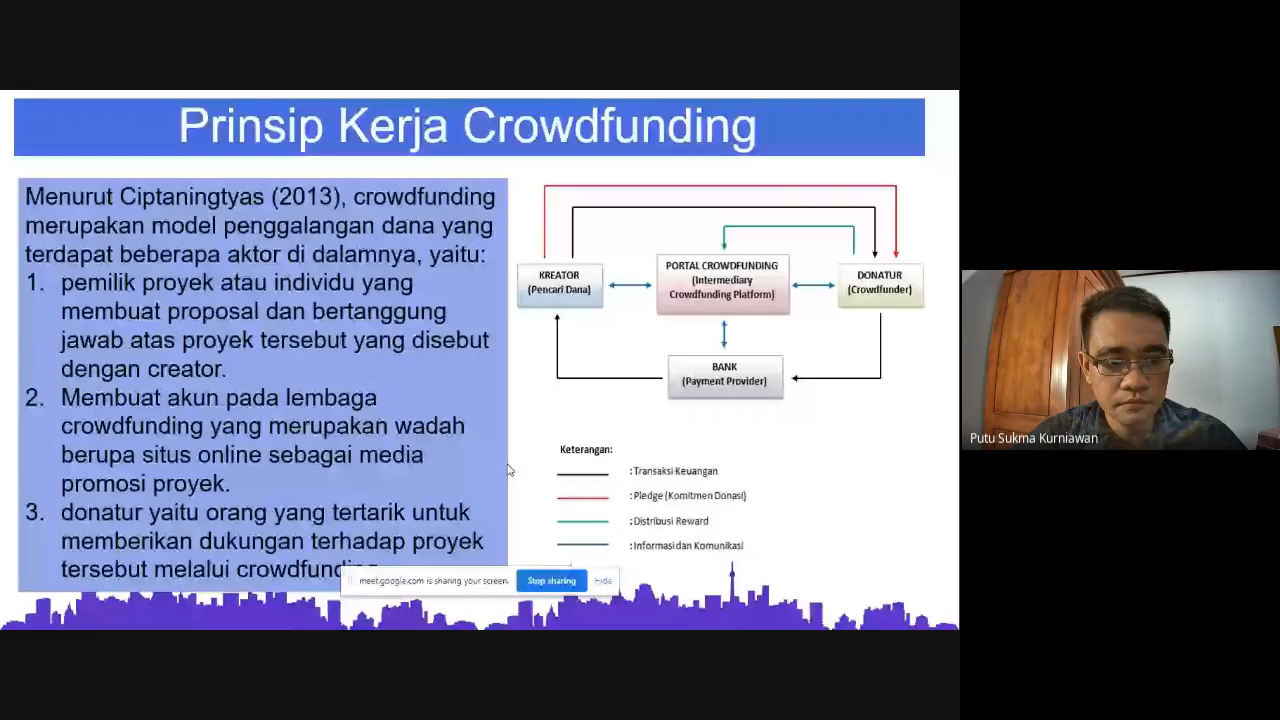 Prinsip Kerja Crowdfunding
Menurut Ciptaningtyas (2013), crowdfunding
merupakan model penggalangan dana yang
terdapat beberapa aktor di dalamnya, yaitu:
1. pemilik proyek atau individu yang
membuat proposal dan bertanggung
jawab atas proyek tersebut yang disebut
dengan creator.
2. Membuat akun pada lembaga
crowdfunding yang merupakan wadah
berupa situs online sebagai media
promosi proyek.
3. donatur yaitu orang yang tertarik untuk
memberikan dukungan terhadap proyek
tersebut melalui crowdfunding.
KREATOR
(Pencari Dana)
PORTAL CROWDFUNDING
(Intermediary
Crowdfunding Platform)
DONATUR
(Crowdfunder)
BANK
(Payment Provider)
Keterangan:
: Transaksi Keuangan
: Pledge (Komitmen Donasi)
: Distribusi Reward
: Informasi dan Komunikasi
meet.google.com is sharing your screen.
Stop sharing
Hide
Putu Sukma Kurniawan